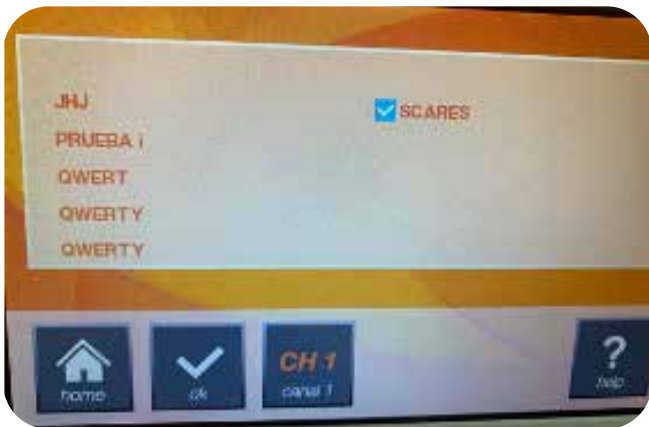 JHJ
SCARES
PRUEBA i
QWERT
QWERTY
QWERTY
CH 1
canal 1
home
ok
?
help